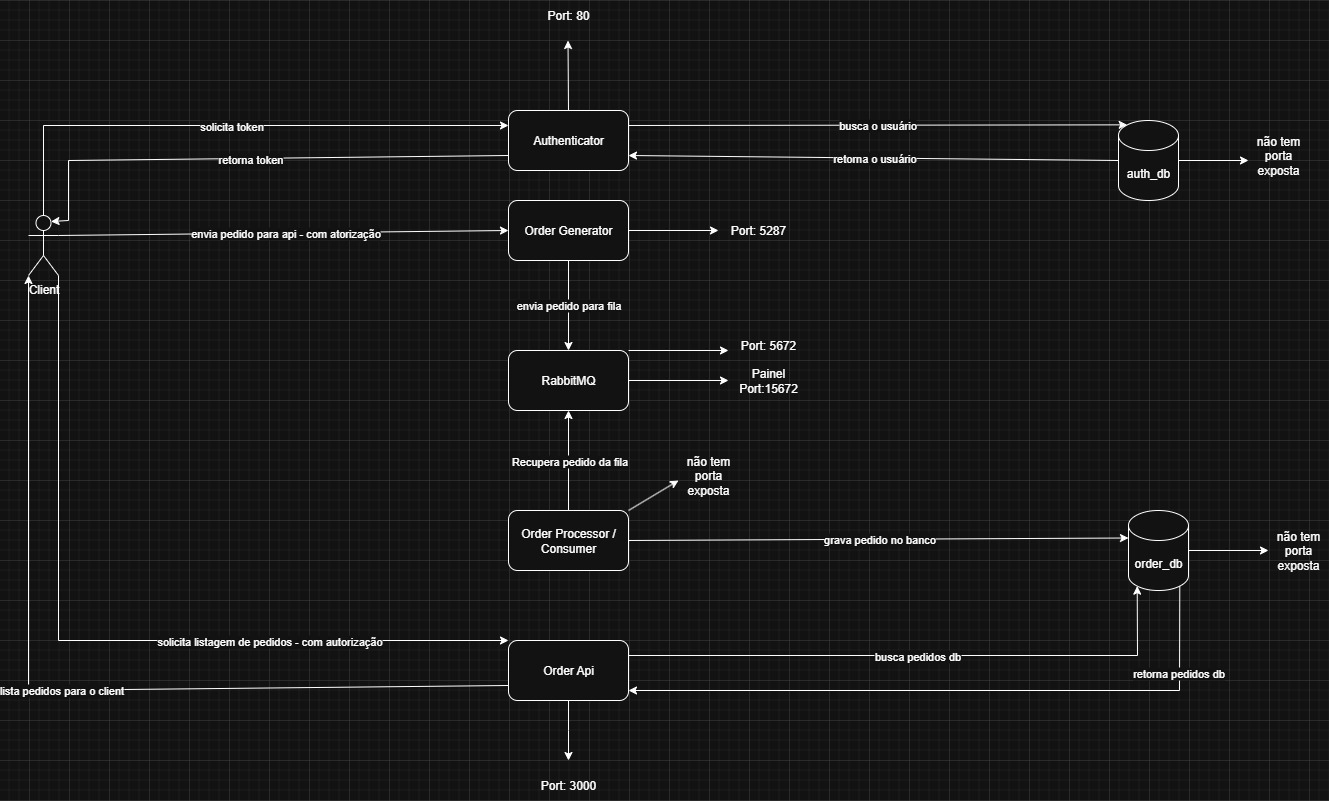 Port: 80
solicita token
Authenticator
busca o usuário
retorna token
retorna o usuário
auth_db
não tem
porta
exposta
envia pedido para api - com atorização
Order Generator
Port: 5287
Client
envia pedido para fila
RabbitMQ
Port: 5672
Painel
Port:15672
Recupera pedido da fila
não tem
porta
exposta
Order Processor /
Consumer
grava pedido no banco
order_db
não tem
porta
exposta
solicita listagem de pedidos - com autorização
Order Api
busca pedidos db
retorna pedidos db
lista pedidos para o client
Port: 3000